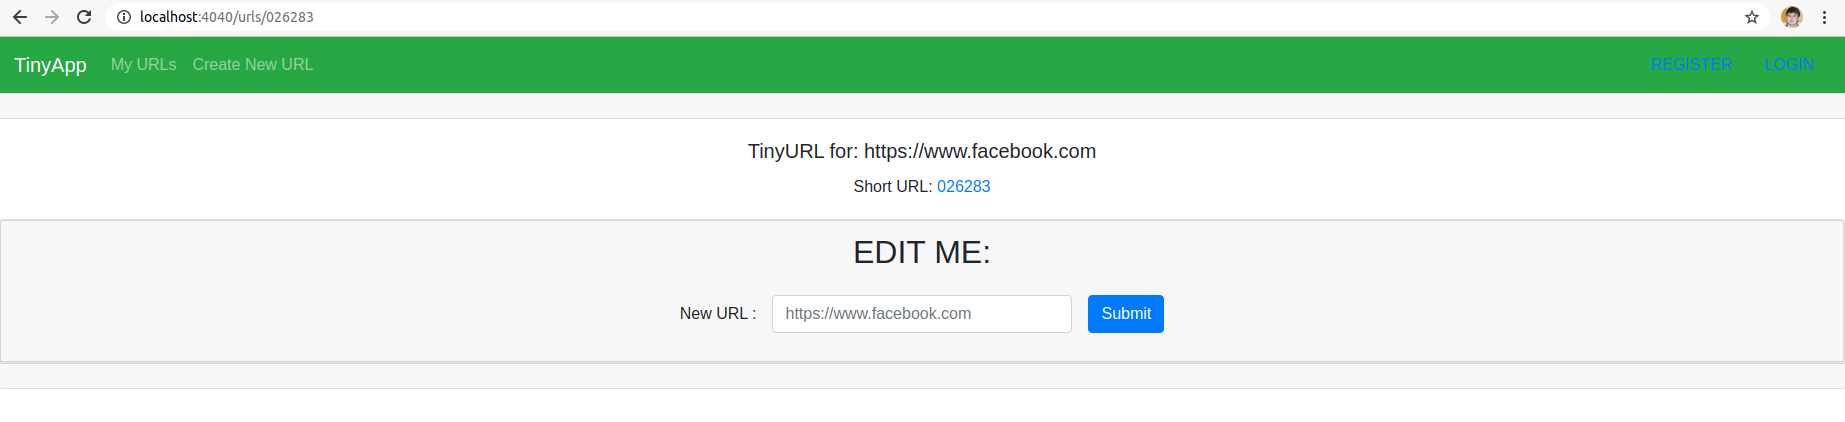 localhost:4040/urls/026283
TinyApp My URLs Create New URL REGISTER LOGIN
TinyURL for: https://www.facebook.com
Short URL: 026283
EDIT ME:
New URL : https://www.facebook.com Submit